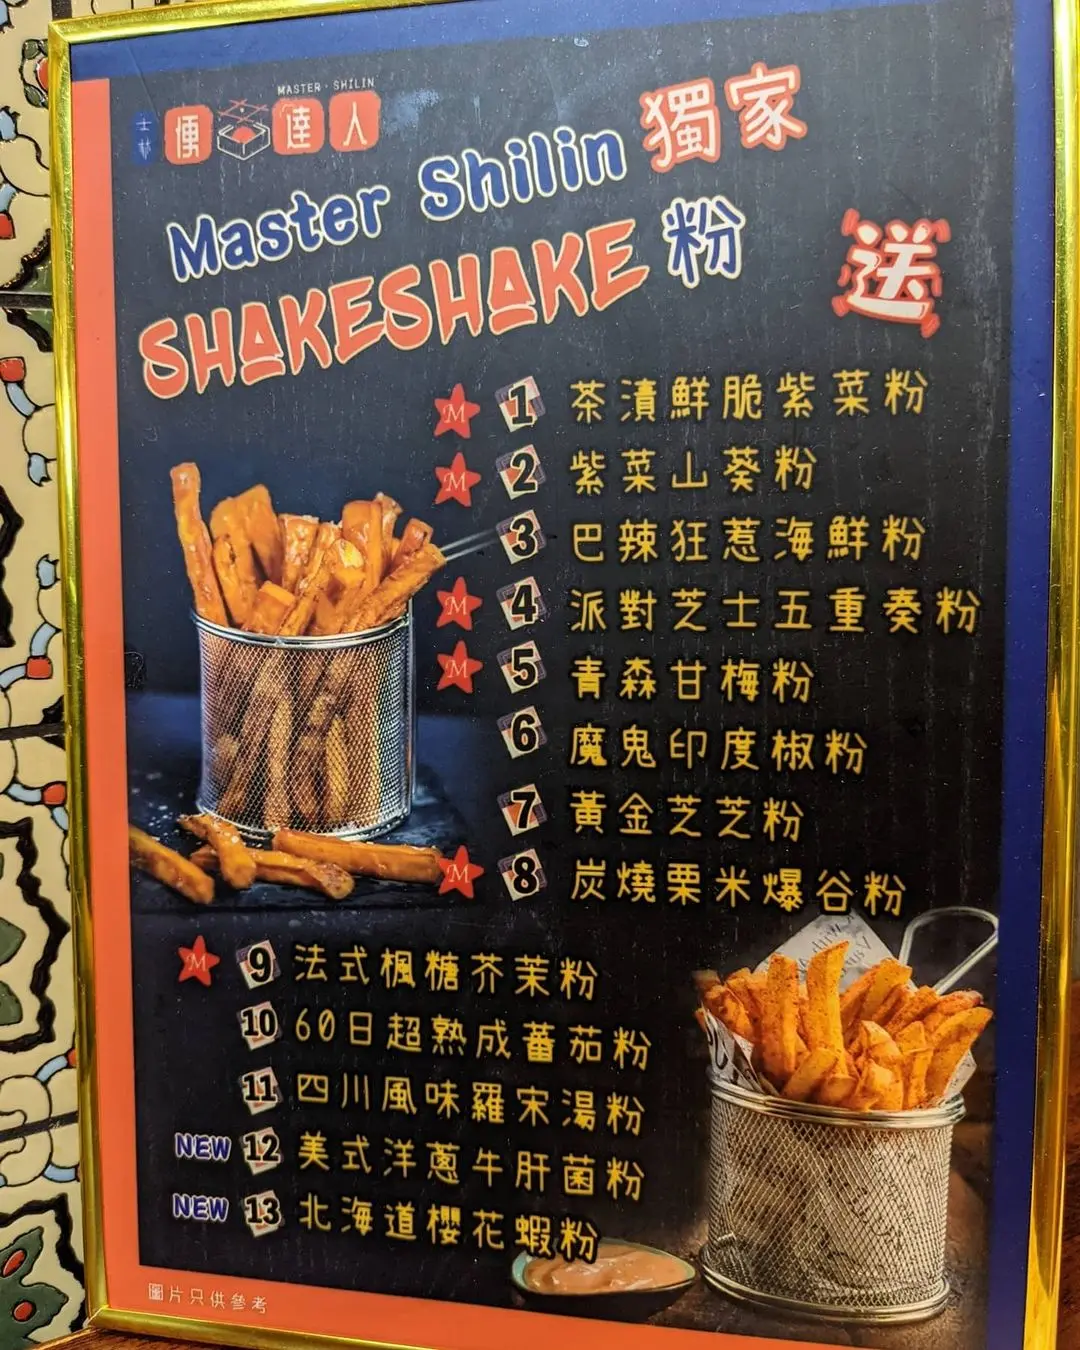 MASTER · SHILIN
士林 便當達人
Master Shilin 獨家
SHAKESHAKE 粉
送
M 1 茶漬鮮脆紫菜粉
M 2 紫菜山葵粉
3 巴辣狂惹海鮮粉
M 4 派對芝士五重奏粉
M 5 青森甘梅粉
6 魔鬼印度椒粉
7 黃金芝芝粉
M 8 炭燒栗米爆谷粉
M 9 法式楓糖芥茉粉
10 60日超熟成蕃茄粉
11 四川風味羅宋湯粉
NEW 12 美式洋蔥牛肝菌粉
NEW 13 北海道櫻花蝦粉
圖片只供參考